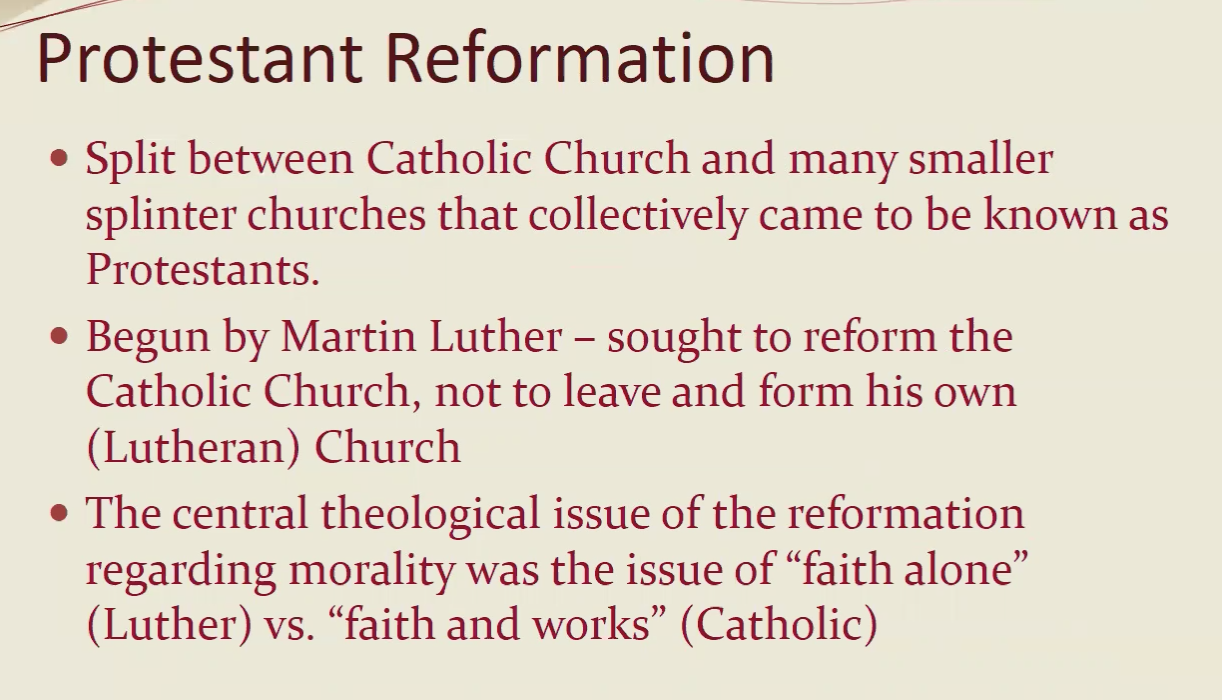 Protestant Reformation
• Split between Catholic Church and many smaller
splinter churches that collectively came to be known as
Protestants.
• Begun by Martin Luther – sought to reform the
Catholic Church, not to leave and form his own
(Lutheran) Church
• The central theological issue of the reformation
regarding morality was the issue of “faith alone”
(Luther) vs. “faith and works” (Catholic)